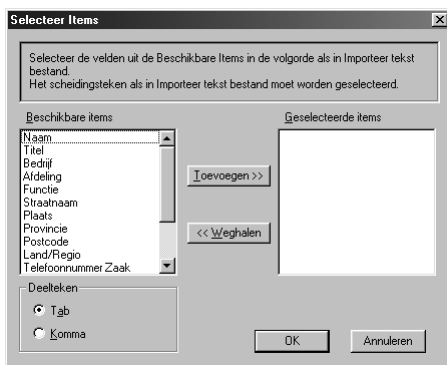 Selecteer Items
Selecteer de velden uit de Beschikbare Items in de volgorde als in Importeer tekst
bestand.
Het scheidingsteken als in Importeer tekst bestand moet worden geselecteerd.
Beschikbare items
Naam
Titel
Bedrijf
Afdeling
Functie
Straatnaam
Plaats
Provincie
Postcode
Land/Regio
Telefoonnummer Zaak
Toevoegen >>
<< Weghalen
Geselecteerde items
Deelteken
Tab
Komma
OK
Annuleren